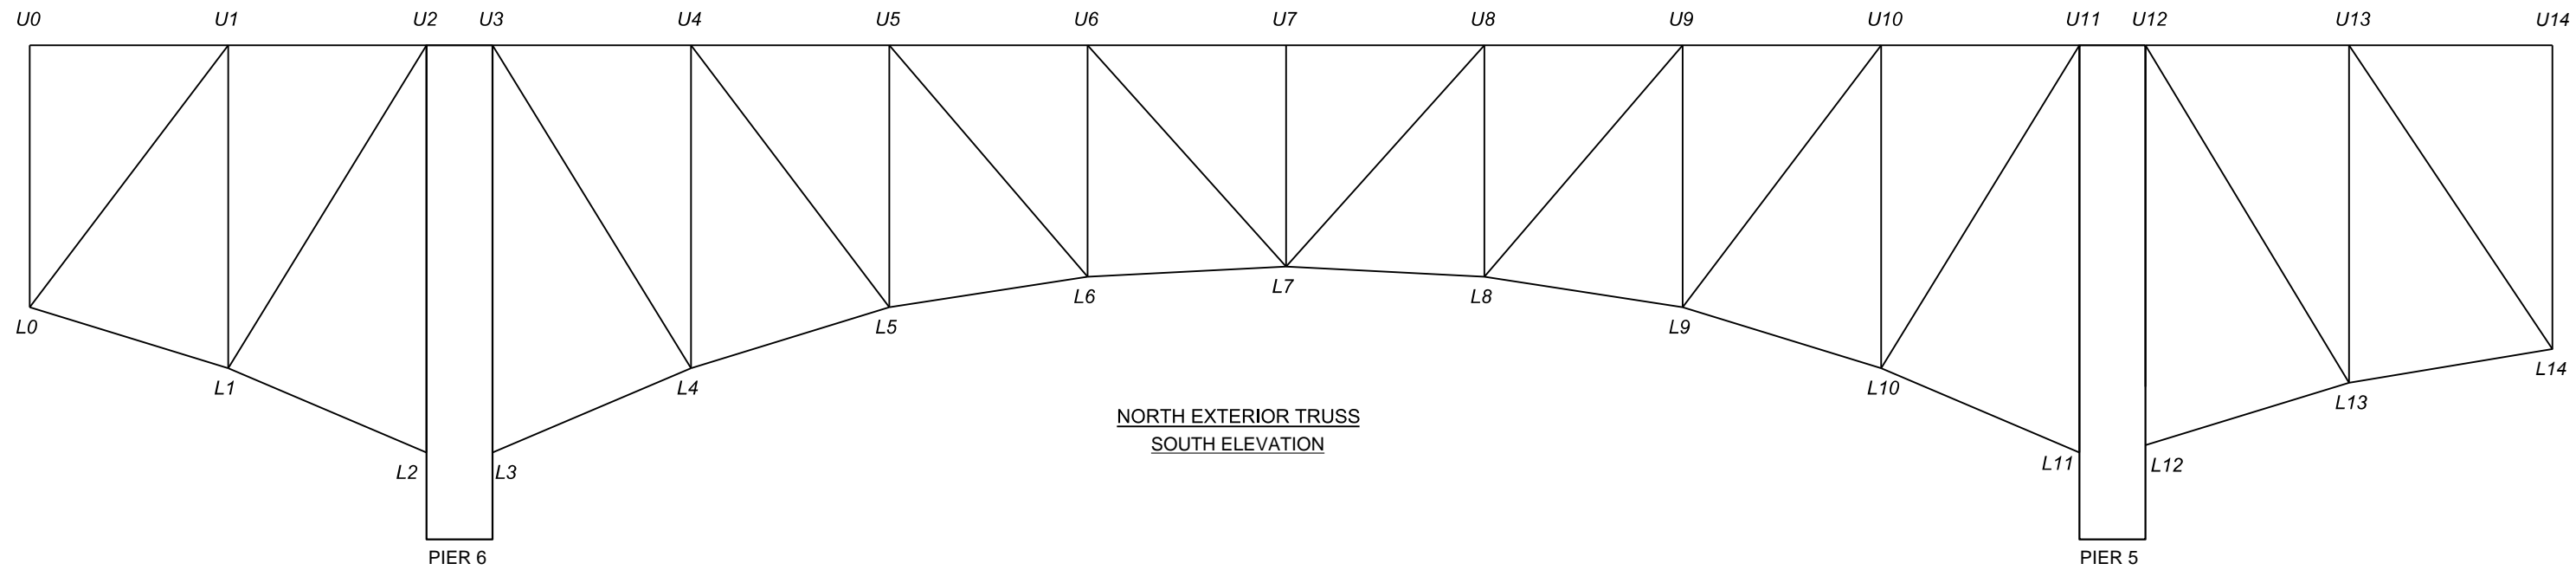 U0 U1 U2 U3 U4 U5 U6 U7 U8 U9 U10 U11 U12 U13 U14
L0 L1 L2 L3 L4 L5 L6 L7 L8 L9 L10 L11 L12 L13 L14
NORTH EXTERIOR TRUSS
SOUTH ELEVATION
PIER 6 PIER 5